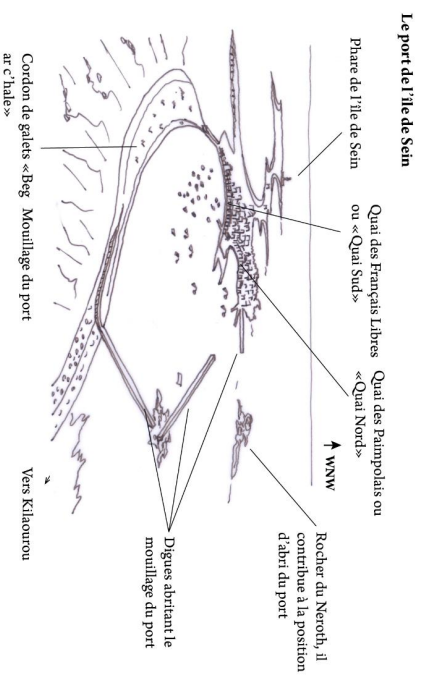 Le port de l'île de Sein
Phare de l'île de Sein
Quai des Français Libres
ou «Quai Sud»
Quai des Paimpolais ou
«Quai Nord»
WNW
Rocher du Neroth, il
contribue à la position
d'abri du port
Cordon de galets «Beg
ar c'hale»
Mouillage du port
Digues abritant le
mouillage du port
Vers Kilaourou